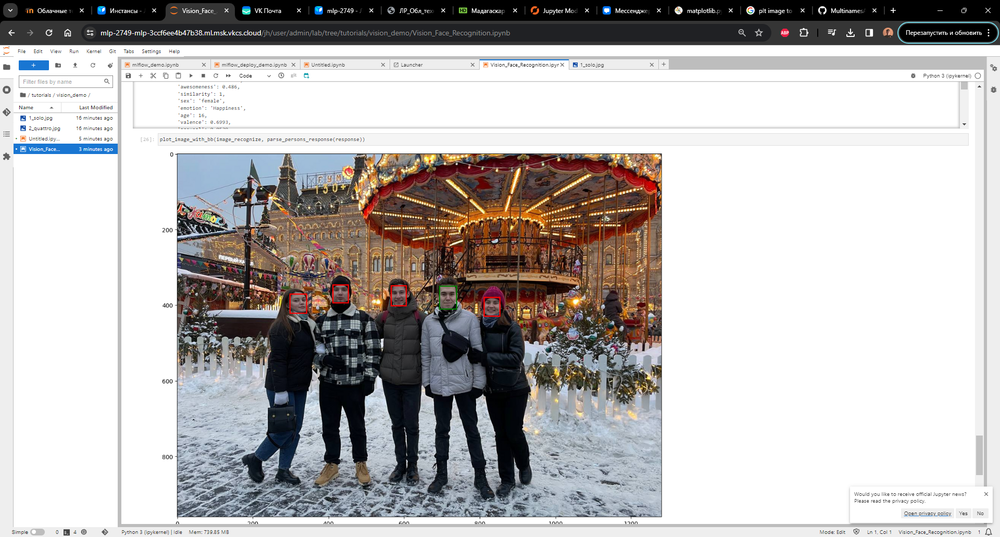 Облачные те
Инстансы - Л
Vision_Face_
VK Почта
mlp-2749 - Л
ЛР_Обл_техн
Мадагаскар
Jupyter Mod
Мессенджер
matplotlib.py
plt image to
Multinames/
mlp-2749-mlp-3ccf6ee4b47b38.ml.msk.vkcs.cloud/jh/user/admin/lab/tree/tutorials/vision_demo/Vision_Face_Recognition.ipynb
ABP
Перезапустить и обновить
File Edit View Run Kernel Git Tabs Settings Help
mlflow_demo.ipynb
mlflow_deploy_demo.ipynb
Untitled.ipynb
Launcher
Vision_Face_Recognition.ipyr
1_solo.jpg
Filter files by name
Code
git
Python 3 (ipykernel)
/ tutorials / vision_demo /
Name Last Modified
1_solo.jpg 16 minutes ago
2_quattro.jpg 16 minutes ago
Untitled.ipy... 5 minutes ago
Vision_Face... 3 minutes ago
'awesomeness': 0.486,
'similarity': 1,
'sex': 'female',
'emotion': 'Happiness',
'age': 16,
'valence': 0.6993,
[26]: plot_image_with_bb(image_recognize, parse_persons_response(response))
0
200
400
600
800
0 200 400 600 800 1000 1200
ГУМ
130
каток
ПЕРВЫЙ КА
Would you like to receive official Jupyter news?
Please read the privacy policy.
Open privacy policy Yes No
Simple 0 4 Python 3 (ipykernel) | Idle Mem: 739.85 MB
Mode: Edit Ln 1, Col 1 Vision_Face_Recognition.ipynb 1